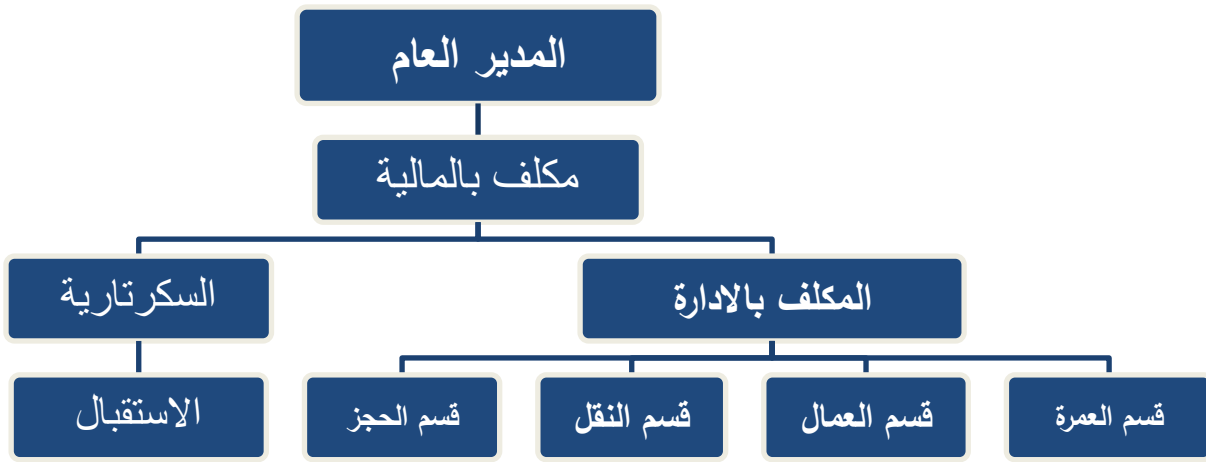 المدير العام
مكلف بالمالية
المكلف بالادارة
السكرتارية
قسم العمرة
قسم العمال
قسم النقل
قسم الحجز
الاستقبال